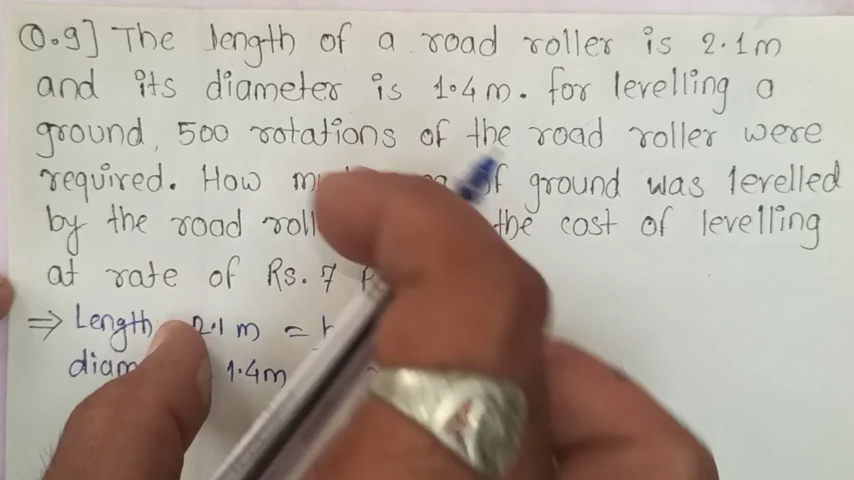 Q.9] The length of a road roller is 2.1m
and its diameter is 1.4m. for levelling a
ground, 500 rotations of the road roller were
required. How of ground was levelled
by the road the cost of levelling
at rate of Rs. 7
⇒ Length 2.1 m =
1.4m